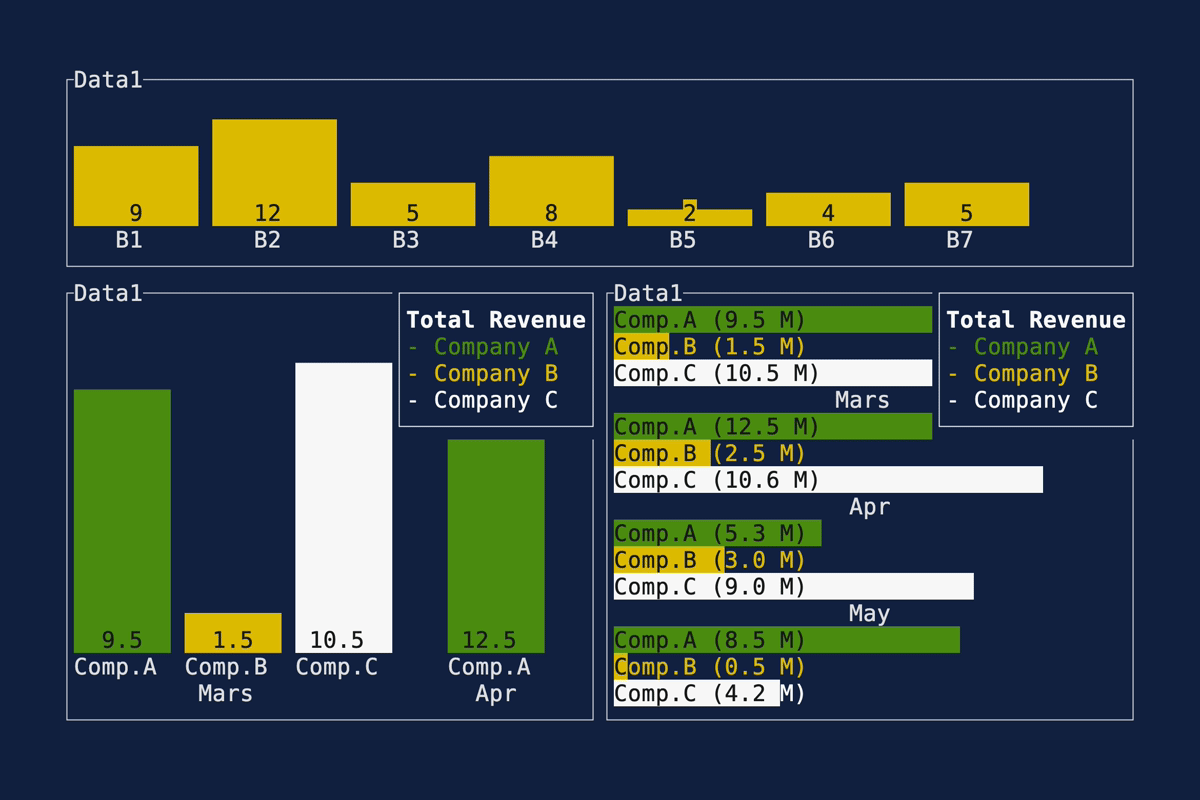 Data1
9 12 5 8 2 4 5
B1 B2 B3 B4 B5 B6 B7
Data1
Total Revenue
- Company A
- Company B
- Company C
9.5 1.5 10.5 12.5
Comp.A Comp.B Comp.C Comp.A
Mars Apr
Data1
Total Revenue
- Company A
- Company B
- Company C
Comp.A (9.5 M)
Comp.B (1.5 M)
Comp.C (10.5 M)
Mars
Comp.A (12.5 M)
Comp.B (2.5 M)
Comp.C (10.6 M)
Apr
Comp.A (5.3 M)
Comp.B (3.0 M)
Comp.C (9.0 M)
May
Comp.A (8.5 M)
Comp.B (0.5 M)
Comp.C (4.2 M)